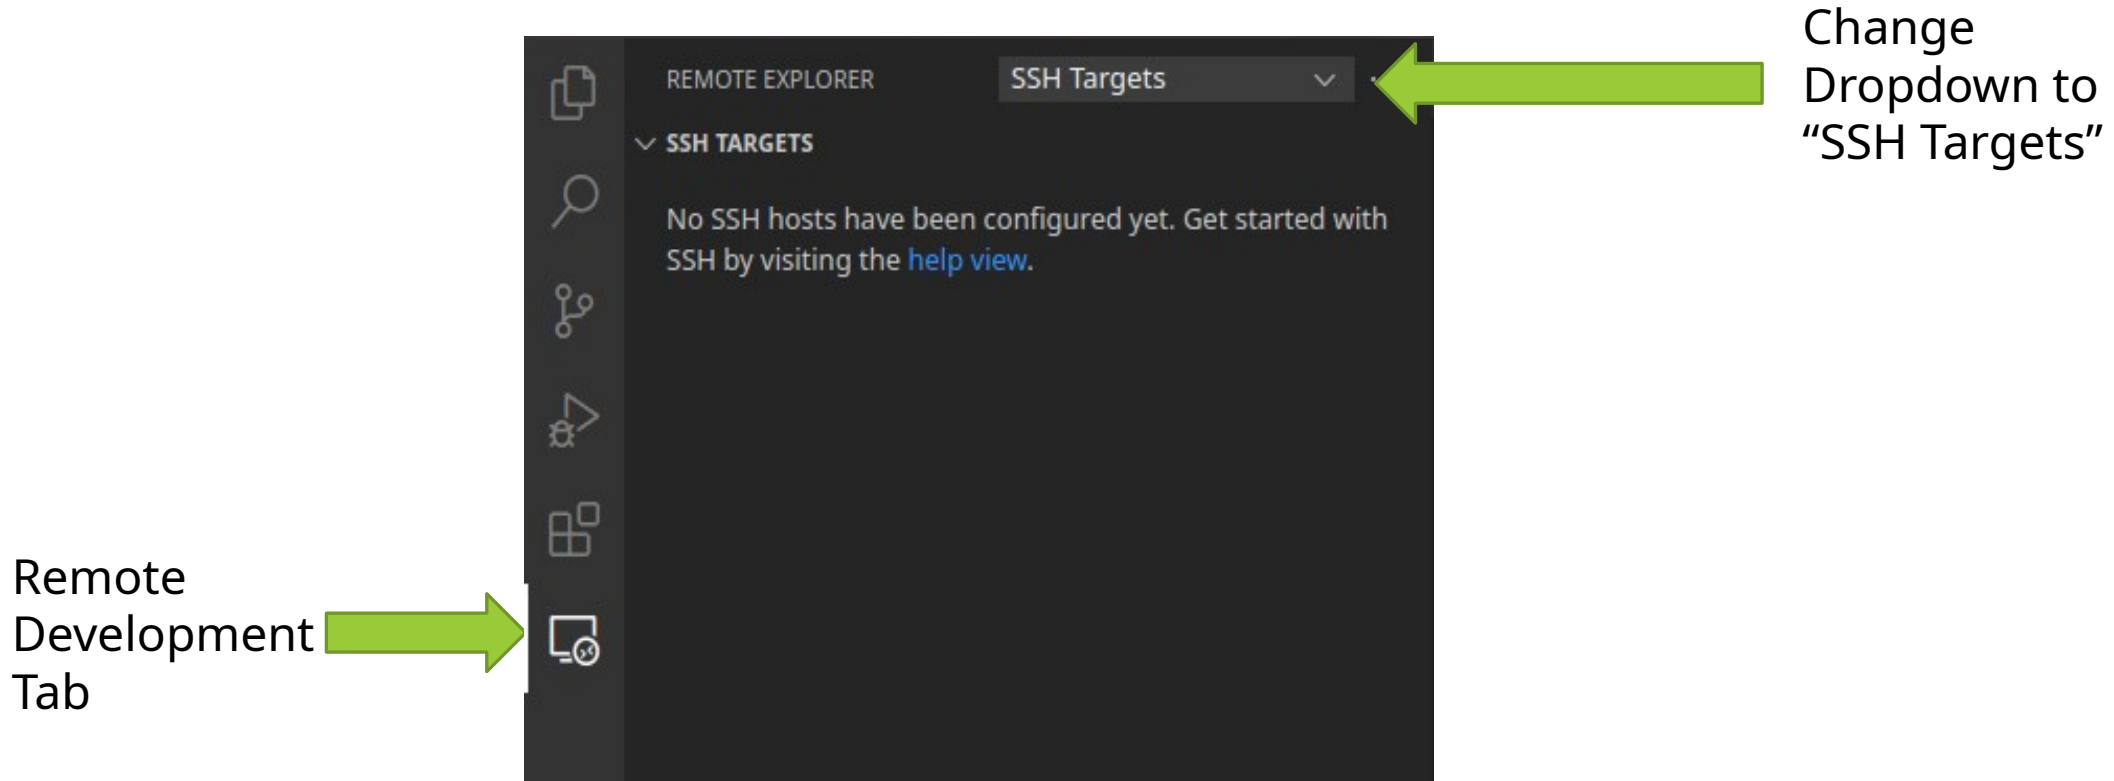 Change
Dropdown to
“SSH Targets”
REMOTE EXPLORER
SSH Targets
SSH TARGETS
No SSH hosts have been configured yet. Get started with
SSH by visiting the help view.
Remote
Development
Tab